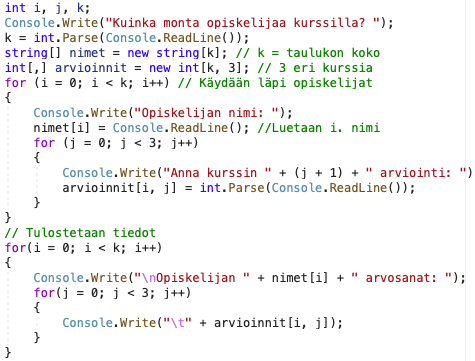 int i, j, k;
Console.Write("Kuinka monta opiskelijaa kurssilla? ");
k = int.Parse(Console.ReadLine());
string[] nimet = new string[k]; // k = taulukon koko
int[,] arvioinnit = new int[k, 3]; // 3 eri kurssia
for (i = 0; i < k; i++) // Käydään läpi opiskelijat
{
    Console.Write("Opiskelijan nimi: ");
    nimet[i] = Console.ReadLine(); //Luetaan i. nimi
    for (j = 0; j < 3; j++)
    {
        Console.Write("Anna kurssin " + (j + 1) + " arviointi: ")
        arvioinnit[i, j] = int.Parse(Console.ReadLine());
    }
}
// Tulostetaan tiedot
for(i = 0; i < k; i++)
{
    Console.Write("\nOpiskelijan " + nimet[i] + " arvosanat: ");
    for(j = 0; j < 3; j++)
    {
        Console.Write("\t" + arvioinnit[i, j]);
    }
}